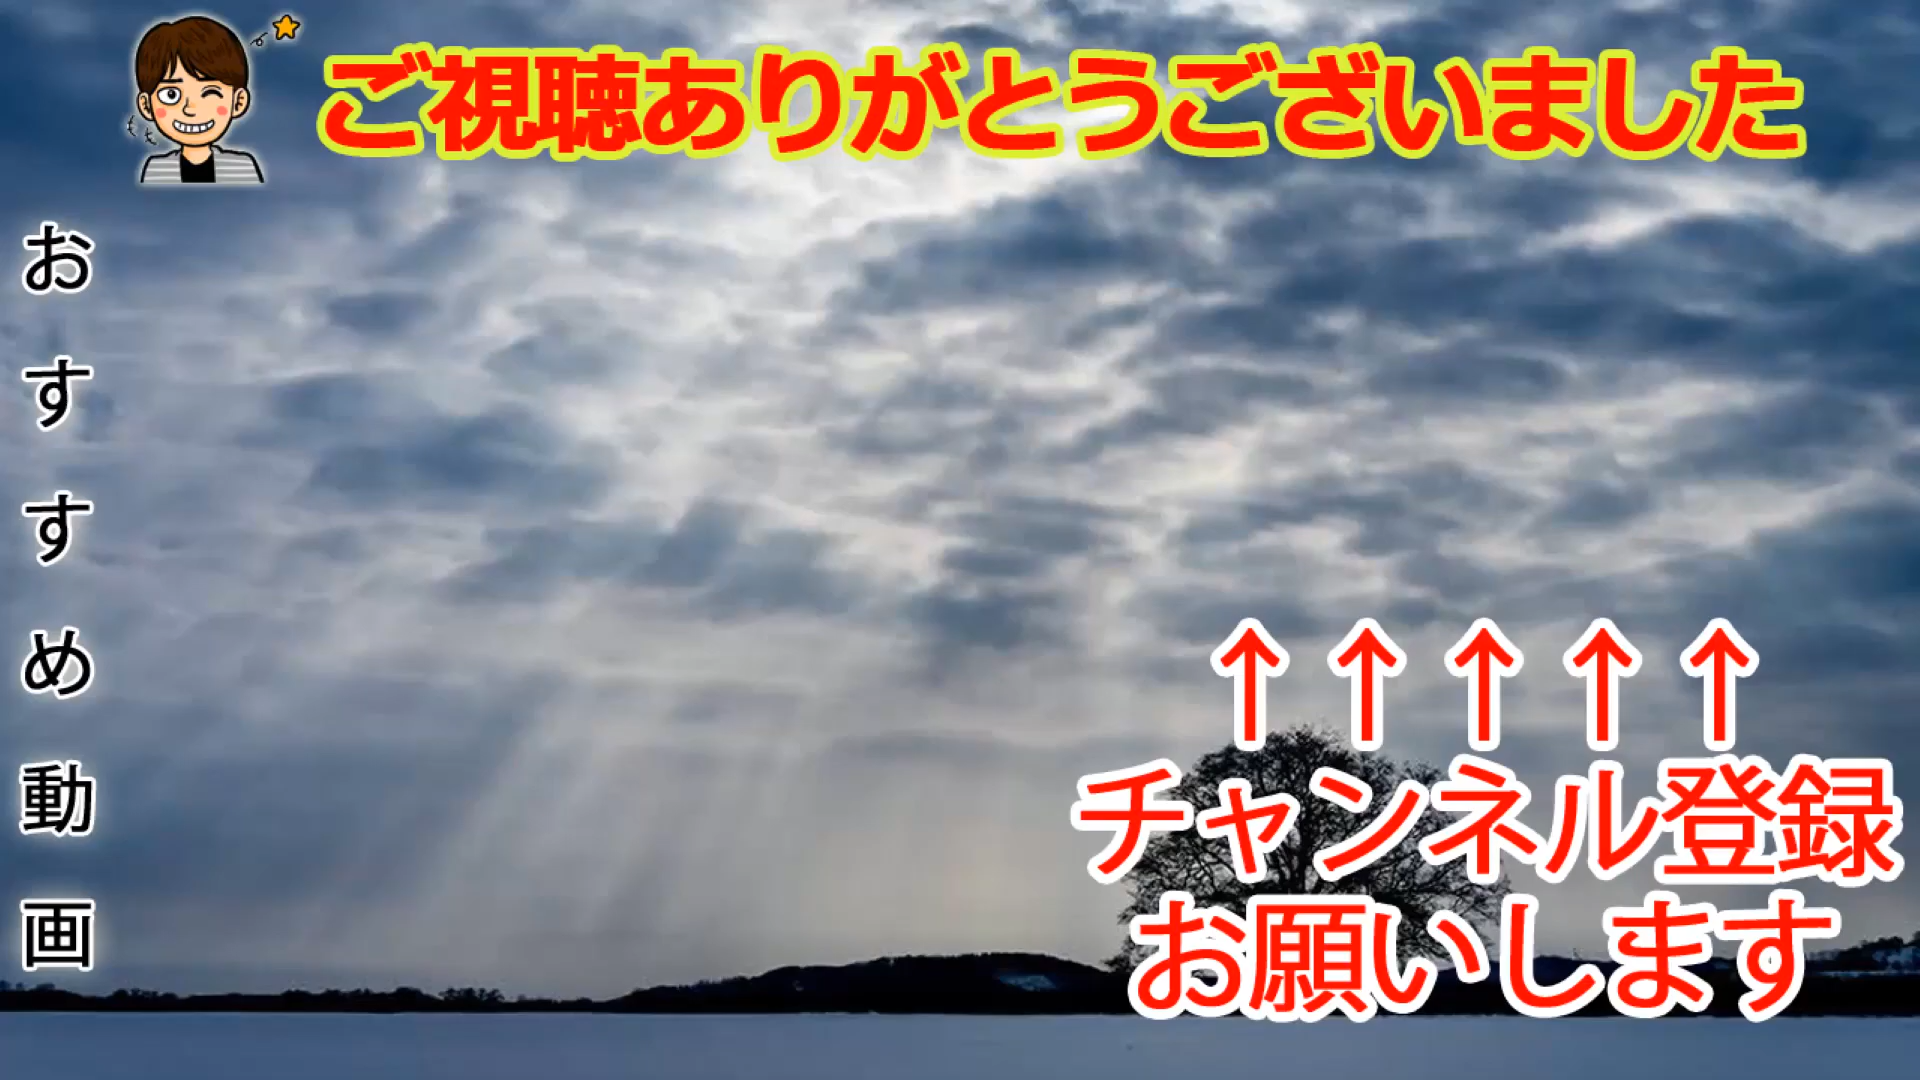 ご視聴ありがとうございました
おすすめ動画
↑↑↑↑↑
チャンネル登録
お願いします